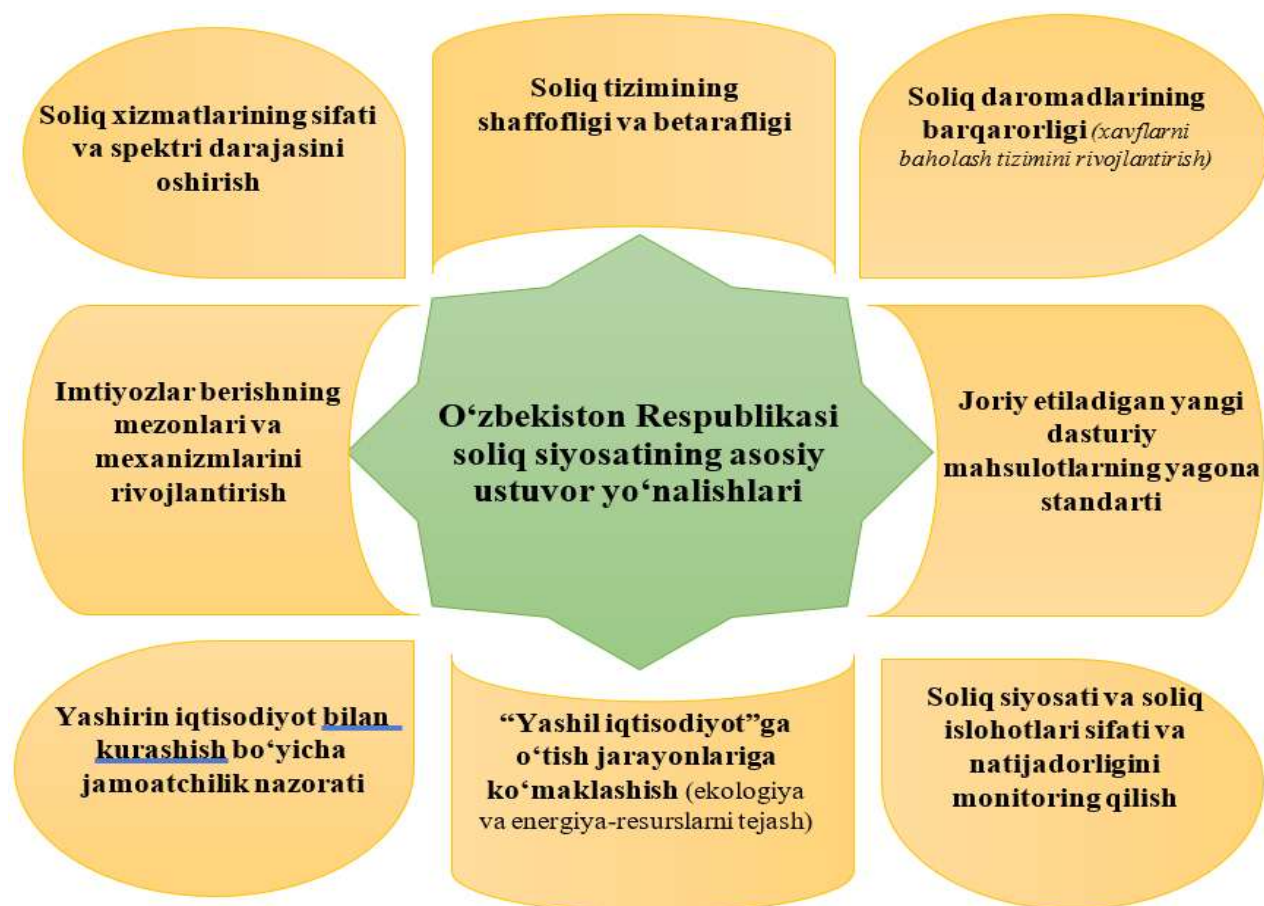 Soliq xizmatlarining sifati
va spektri darajasini
oshirish
Soliq tizimining
shaffofligi va betarafligi
Soliq daromadlarining
barqarorligi (xavflarni
baholash tizimini rivojlantirish)
Imtiyozlar berishning
mezonlari va
mexanizmlarini
rivojlantirish
O‘zbekiston Respublikasi
soliq siyosatining asosiy
ustuvor yo‘nalishlari
Joriy etiladigan yangi
dasturiy
mahsulotlarning yagona
standarti
Yashirin iqtisodiyot bilan
kurashish bo‘yicha
jamoatchilik nazorati
“Yashil iqtisodiyot”ga
o‘tish jarayonlariga
ko‘maklashish (ekologiya
va energiya-resurslarni tejash)
Soliq siyosati va soliq
islohotlari sifati va
natijadorligini
monitoring qilish